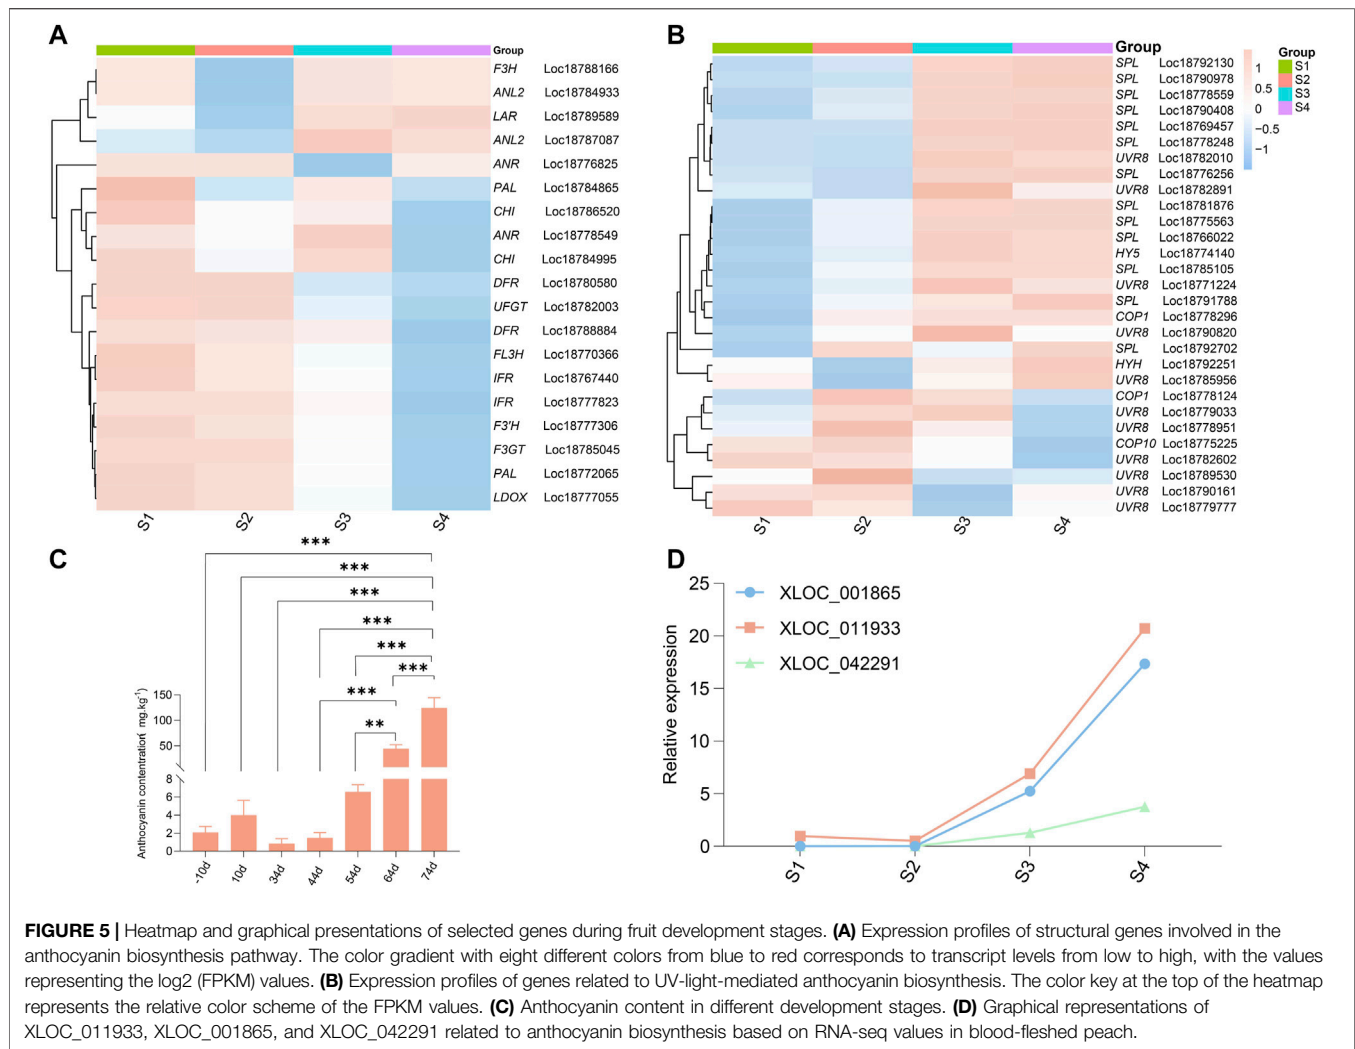 A
Group
F3H Loc18788166
ANL2 Loc18784933
LAR Loc18789589
ANL2 Loc18787087
ANR Loc18776825
PAL Loc18784865
CHI Loc18786520
ANR Loc18778549
CHI Loc18784995
DFR Loc18780580
UFGT Loc18782003
DFR Loc18788884
FL3H Loc18770366
IFR Loc18767440
IFR Loc18777823
F3'H Loc18777306
F3GT Loc18785045
PAL Loc18772065
LDOX Loc18777055
S1 S2 S3 S4
B
Group
SPL Loc18792130
SPL Loc18790978
SPL Loc18778559
SPL Loc18790408
SPL Loc18769457
SPL Loc18778248
UVR8 Loc18782010
SPL Loc18776256
UVR8 Loc18782891
SPL Loc18781876
SPL Loc18775563
SPL Loc18766022
HY5 Loc18774140
SPL Loc18785105
UVR8 Loc18771224
SPL Loc18791788
COP1 Loc18778296
UVR8 Loc18790820
SPL Loc18792702
HYH Loc18792251
UVR8 Loc18785956
COP1 Loc18778124
UVR8 Loc18779033
UVR8 Loc18778951
COP10 Loc18775225
UVR8 Loc18782602
UVR8 Loc18789530
UVR8 Loc18790161
UVR8 Loc18779777
S1 S2 S3 S4
1
0.5
0
−0.5
−1
Group
S1
S2
S3
S4
C
***
***
***
***
***
***
***
**
Anthocyanin contentration( mg.kg-1)
150
100
50
8
6
4
2
0
-10d 10d 34d 44d 54d 64d 74d
D
Relative expression
25
20
15
10
5
0
XLOC_001865
XLOC_011933
XLOC_042291
S1 S2 S3 S4
FIGURE 5 | Heatmap and graphical presentations of selected genes during fruit development stages. (A) Expression profiles of structural genes involved in the
anthocyanin biosynthesis pathway. The color gradient with eight different colors from blue to red corresponds to transcript levels from low to high, with the values
representing the log2 (FPKM) values. (B) Expression profiles of genes related to UV-light-mediated anthocyanin biosynthesis. The color key at the top of the heatmap
represents the relative color scheme of the FPKM values. (C) Anthocyanin content in different development stages. (D) Graphical representations of
XLOC_011933, XLOC_001865, and XLOC_042291 related to anthocyanin biosynthesis based on RNA-seq values in blood-fleshed peach.